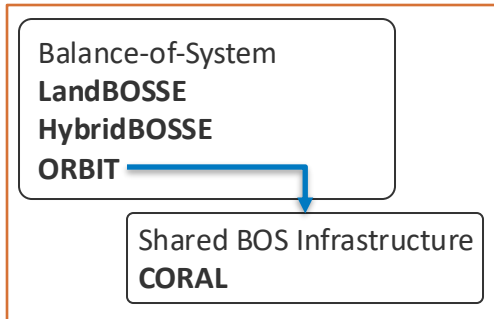 Balance-of-System
LandBOSSE
HybridBOSSE
ORBIT
Shared BOS Infrastructure
CORAL